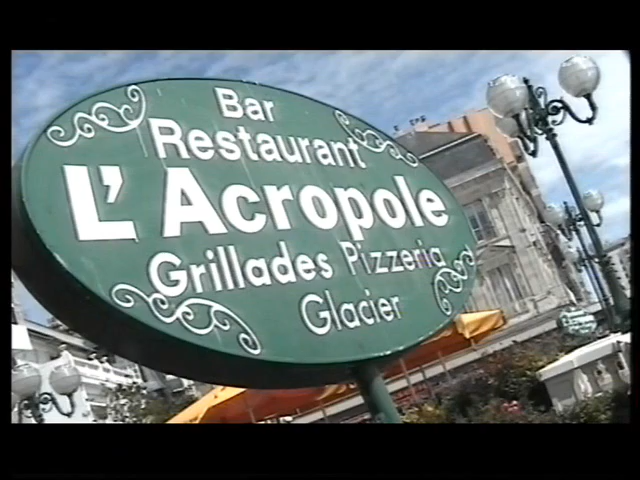 Bar
Restaurant
L'Acropole
Grillades Pizzeria
Glacier